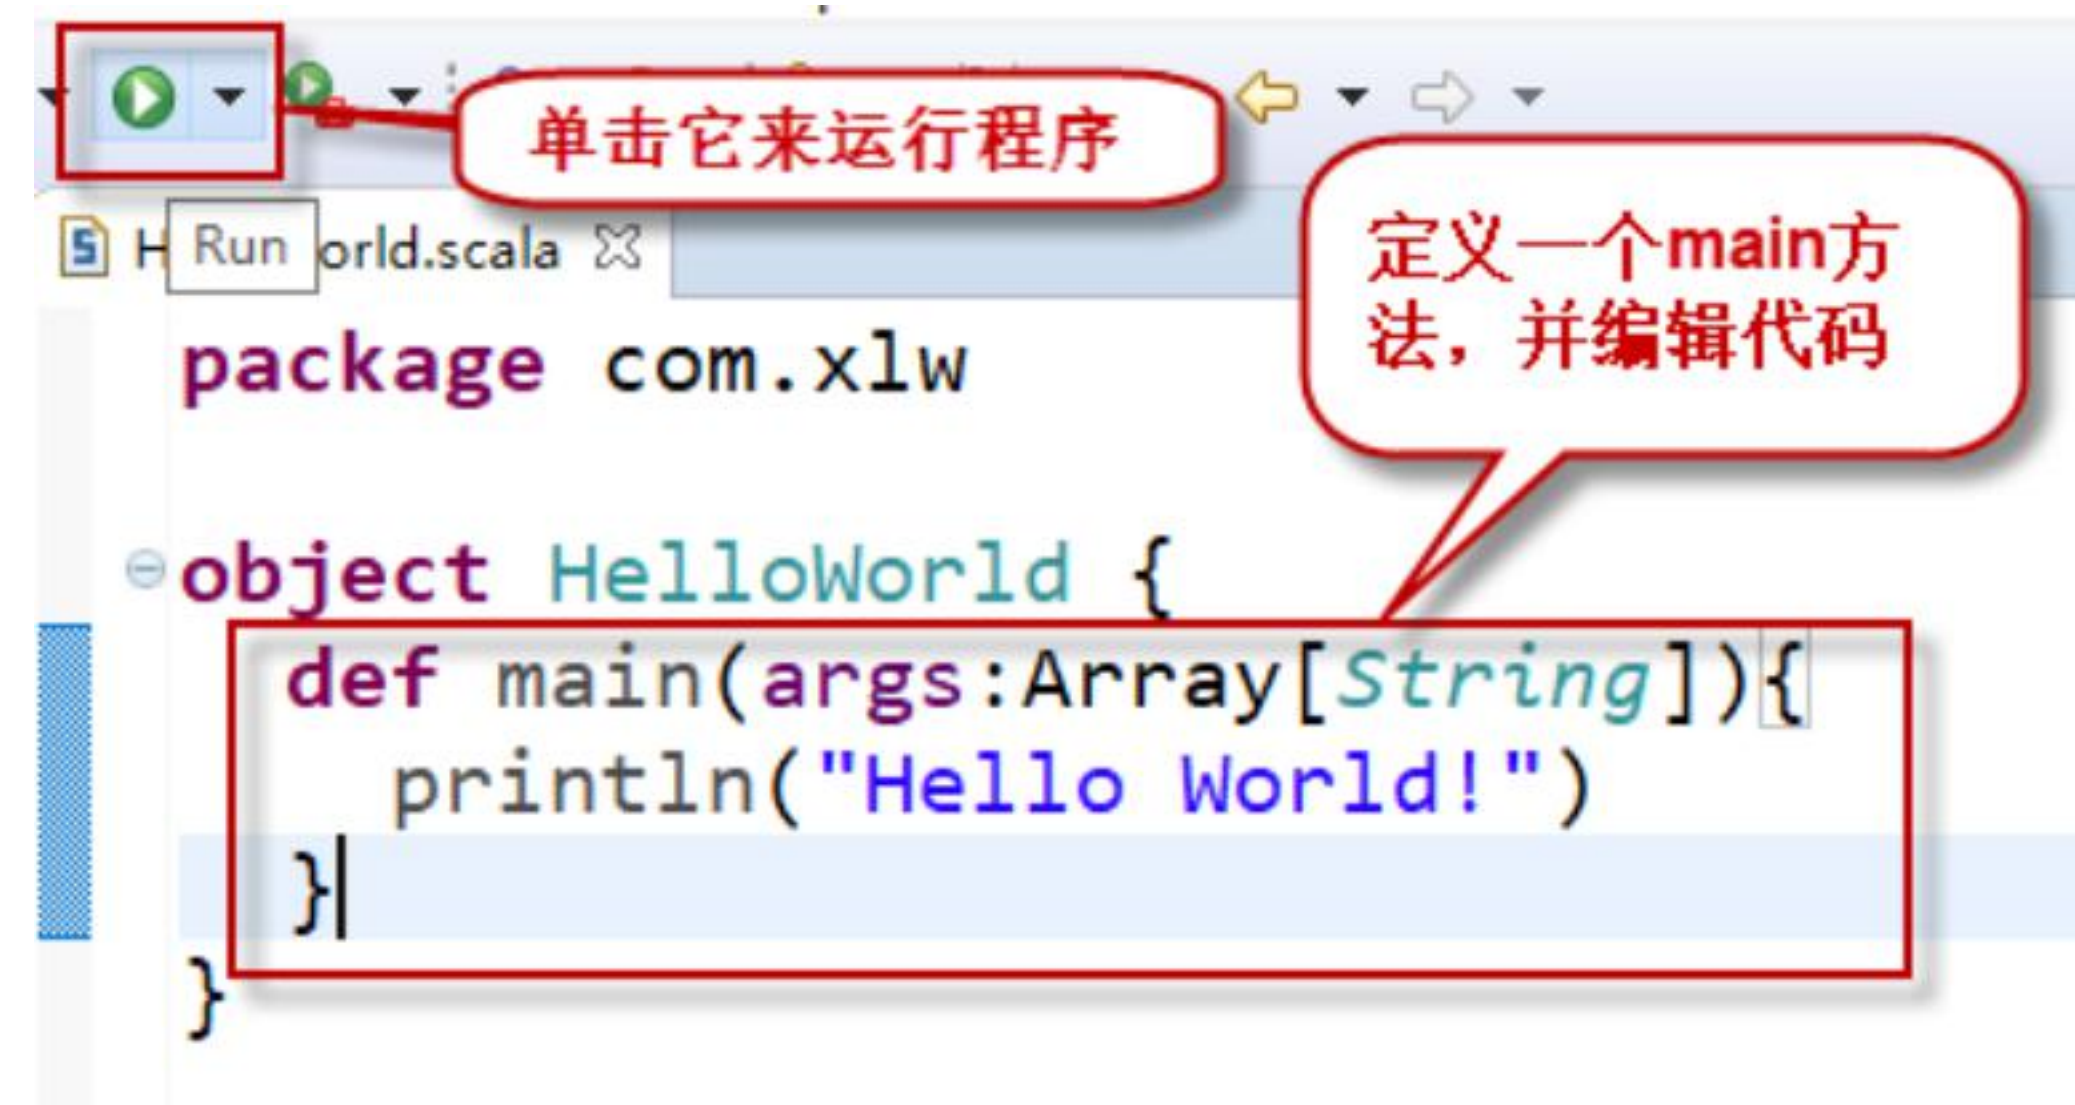 单击它来运行程序
定义一个main方
法，并编辑代码
H Run orld.scala
package com.xlw
object HelloWorld {
def main(args:Array[String]){
println("Hello World!")
}
}